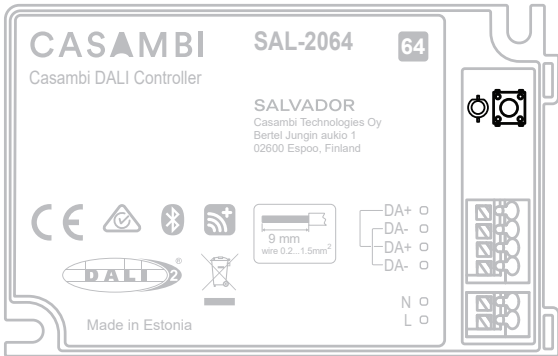 CASAMBI
SAL-2064
64
Casambi DALI Controller
SALVADOR
Casambi Technologies Oy
Bertel Jungin aukio 1
02600 Espoo, Finland
9 mm
wire 0.2...1.5mm²
DA+
DA-
DA+
DA-
DALI 2®
N
L
Made in Estonia